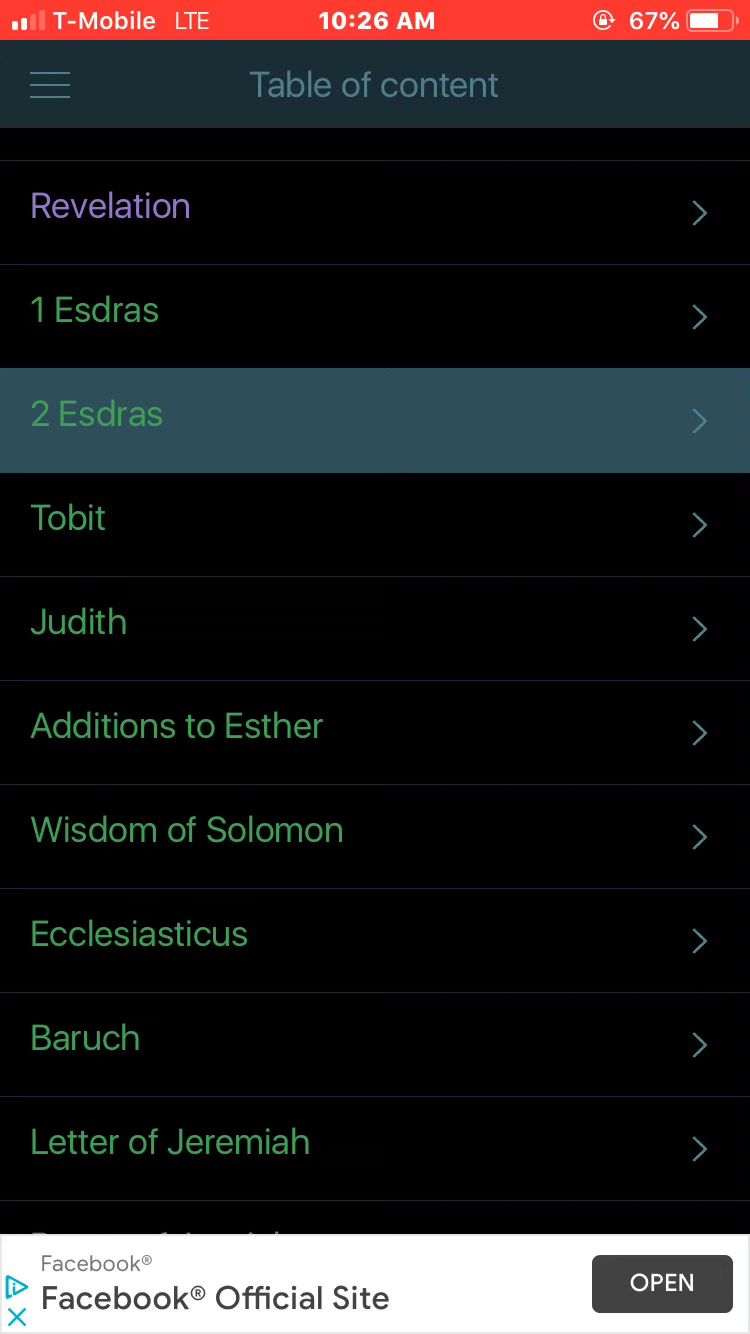 T-Mobile LTE 10:26 AM 67%
Table of content
Revelation
1 Esdras
2 Esdras
Tobit
Judith
Additions to Esther
Wisdom of Solomon
Ecclesiasticus
Baruch
Letter of Jeremiah
Facebook®
Facebook® Official Site
OPEN